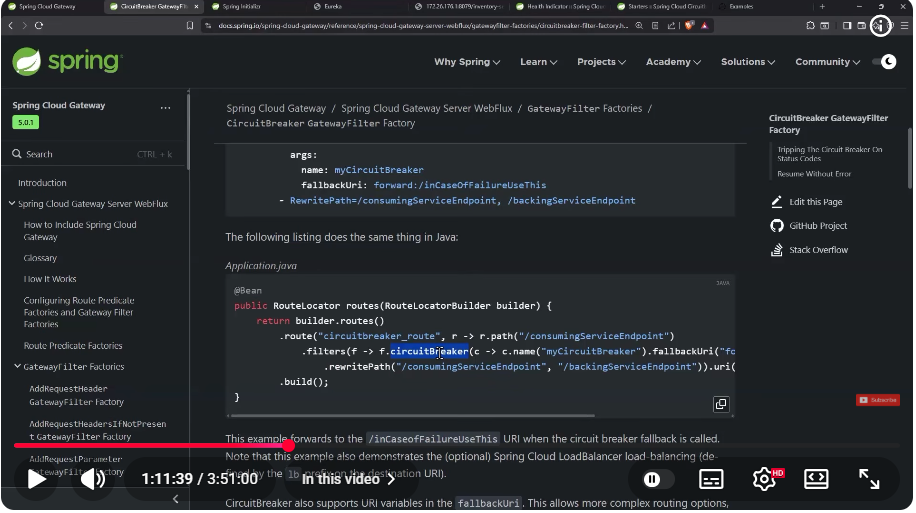 Spring Cloud Gateway
CircuitBreaker GatewayFi
Spring Initializ
Eureka
172.26.176.1:8079/inventory-s
Health Indicator :: Spring Clou
Starters :: Spring Cloud Circuit
Examples
docs.spring.io/spring-cloud-gateway/reference/spring-cloud-gateway-server-webflux/gatewayfilter-factories/circuitbreaker-filter-factory.h
spring
Why Spring
Learn
Projects
Academy
Solutions
Community
Spring Cloud Gateway
5.0.1
Search
CTRL + k
Introduction
Spring Cloud Gateway Server WebFlux
How to Include Spring Cloud
Gateway
Glossary
How It Works
Configuring Route Predicate
Factories and Gateway Filter
Factories
Route Predicate Factories
GatewayFilter Factories
AddRequestHeader
GatewayFilter Factory
AddRequestHeadersIfNotPresen
t GatewayFilter Factory
AddRequestParameter
GatewayFilter Factory
Spring Cloud Gateway / Spring Cloud Gateway Server WebFlux / GatewayFilter Factories /
CircuitBreaker GatewayFilter Factory
args:
name: myCircuitBreaker
fallbackUri: forward:/inCaseOfFailureUseThis
- RewritePath=/consumingServiceEndpoint, /backingServiceEndpoint
The following listing does the same thing in Java:
Application.java
JAVA
@Bean
public RouteLocator routes(RouteLocatorBuilder builder) {
return builder.routes()
.route("circuitbreaker_route", r -> r.path("/consumingServiceEndpoint")
.filters(f -> f.circuitBreaker(c -> c.name("myCircuitBreaker").fallbackUri("fo
.rewritePath("/consumingServiceEndpoint", "/backingServiceEndpoint")).uri(
.build();
}
This example forwards to the /inCaseofFailureUseThis URI when the circuit breaker fallback is called.
Note that this example also demonstrates the (optional) Spring Cloud LoadBalancer load-balancing (de-
fined by the lb prefix on the destination URI).
CircuitBreaker also supports URI variables in the fallbackUri. This allows more complex routing options,
CircuitBreaker GatewayFilter
Factory
Tripping The Circuit Breaker On
Status Codes
Resume Without Error
Edit this Page
GitHub Project
Stack Overflow
Subscribe
1:11:39 / 3:51:00
In this video
HD